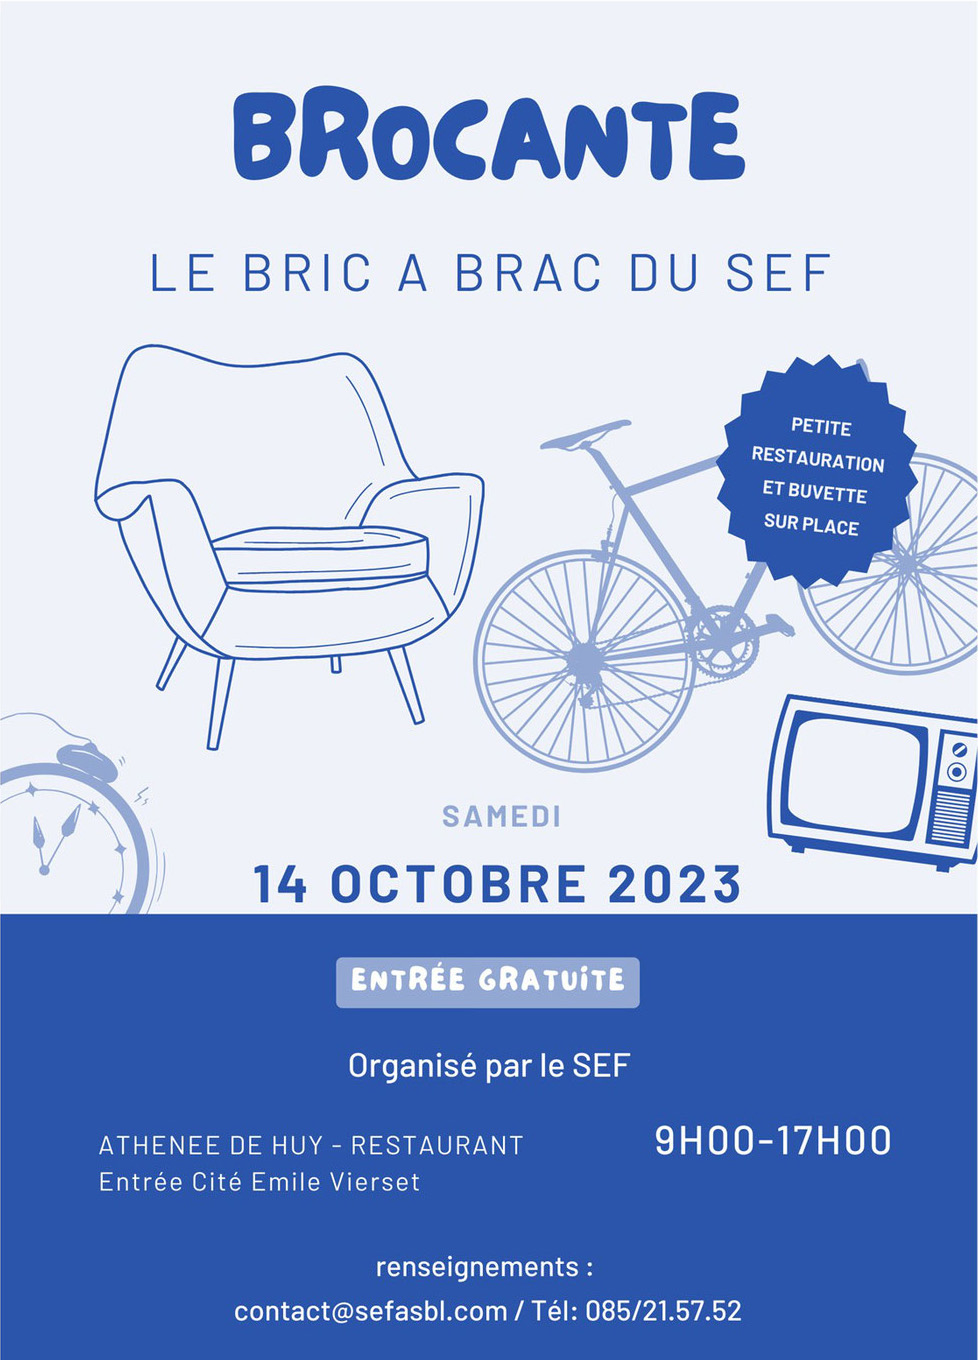 BROCANTE
LE BRIC A BRAC DU SEF
PETITE
RESTAURATION
ET BUVETTE
SUR PLACE
SAMEDI
14 OCTOBRE 2023
ENTRÉE GRATUITE
Organisé par le SEF
ATHENEE DE HUY - RESTAURANT
Entrée Cité Emile Vierset
9H00-17H00
renseignements :
contact@sefasbl.com / Tél: 085/21.57.52